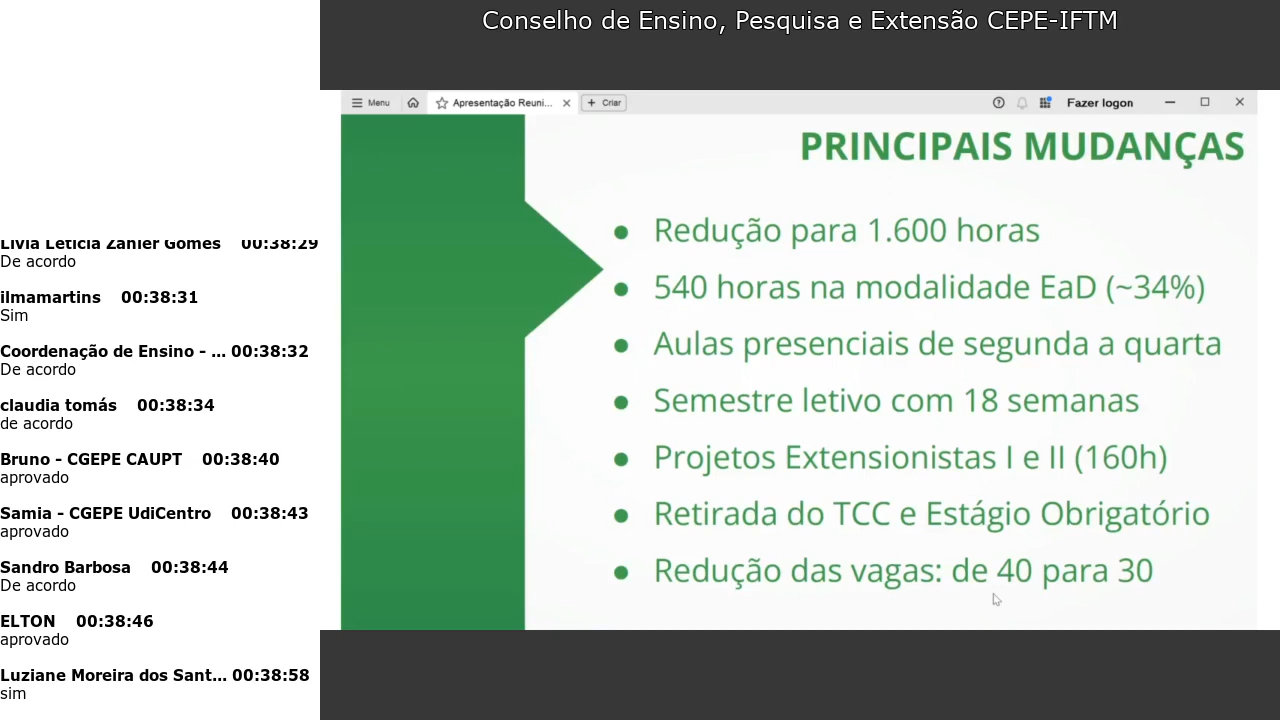 Conselho de Ensino, Pesquisa e Extensão CEPE-IFTM
Menu
Apresentação Reuni...
Criar
Fazer logon
PRINCIPAIS MUDANÇAS
● Redução para 1.600 horas
● 540 horas na modalidade EaD (~34%)
● Aulas presenciais de segunda a quarta
● Semestre letivo com 18 semanas
● Projetos Extensionistas I e II (160h)
● Retirada do TCC e Estágio Obrigatório
● Redução das vagas: de 40 para 30
Livia Leticia Zanier Gomes 00:38:29
De acordo
ilmamartins 00:38:31
Sim
Coordenação de Ensino - ... 00:38:32
De acordo
claudia tomás 00:38:34
de acordo
Bruno - CGEPE CAUPT 00:38:40
aprovado
Samia - CGEPE UdiCentro 00:38:43
aprovado
Sandro Barbosa 00:38:44
De acordo
ELTON 00:38:46
aprovado
Luziane Moreira dos Sant... 00:38:58
sim